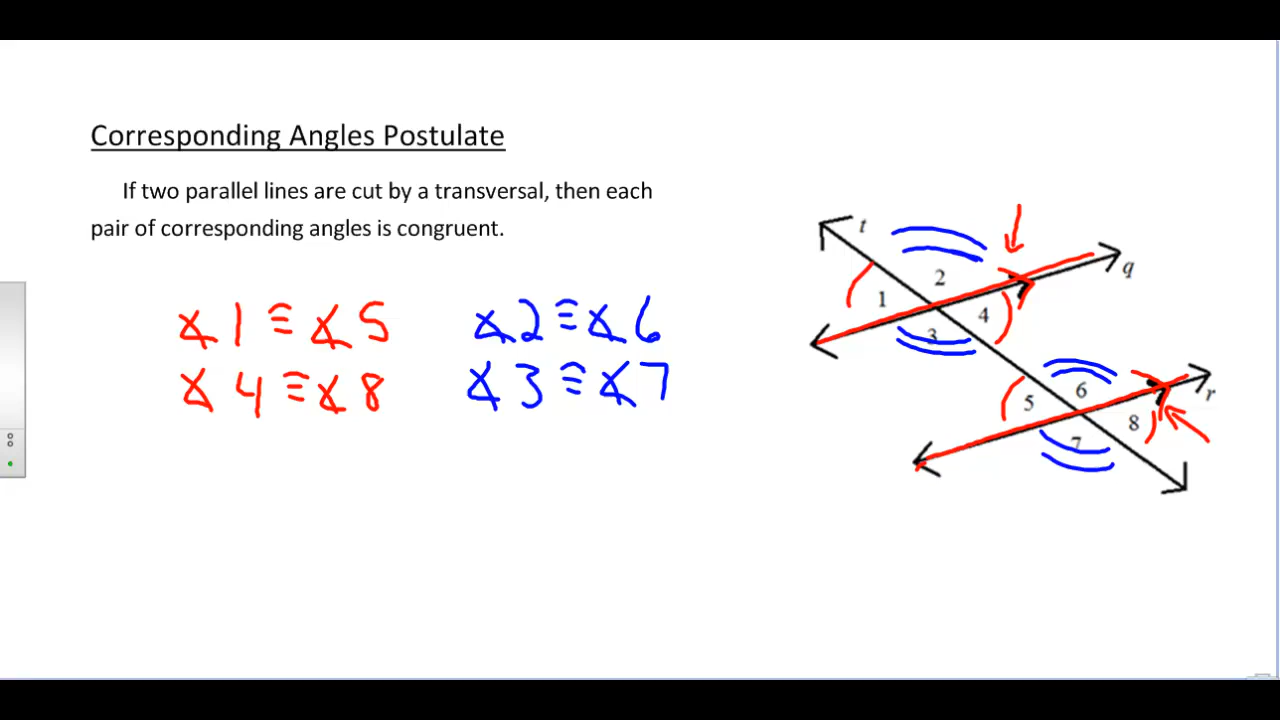 Corresponding Angles Postulate
If two parallel lines are cut by a transversal, then each
pair of corresponding angles is congruent.
∡1 ≅ ∡5
∡2 ≅ ∡6
∡4 ≅ ∡8
∡3 ≅ ∡7
t
q
2
1
4
3
r
6
5
8
7